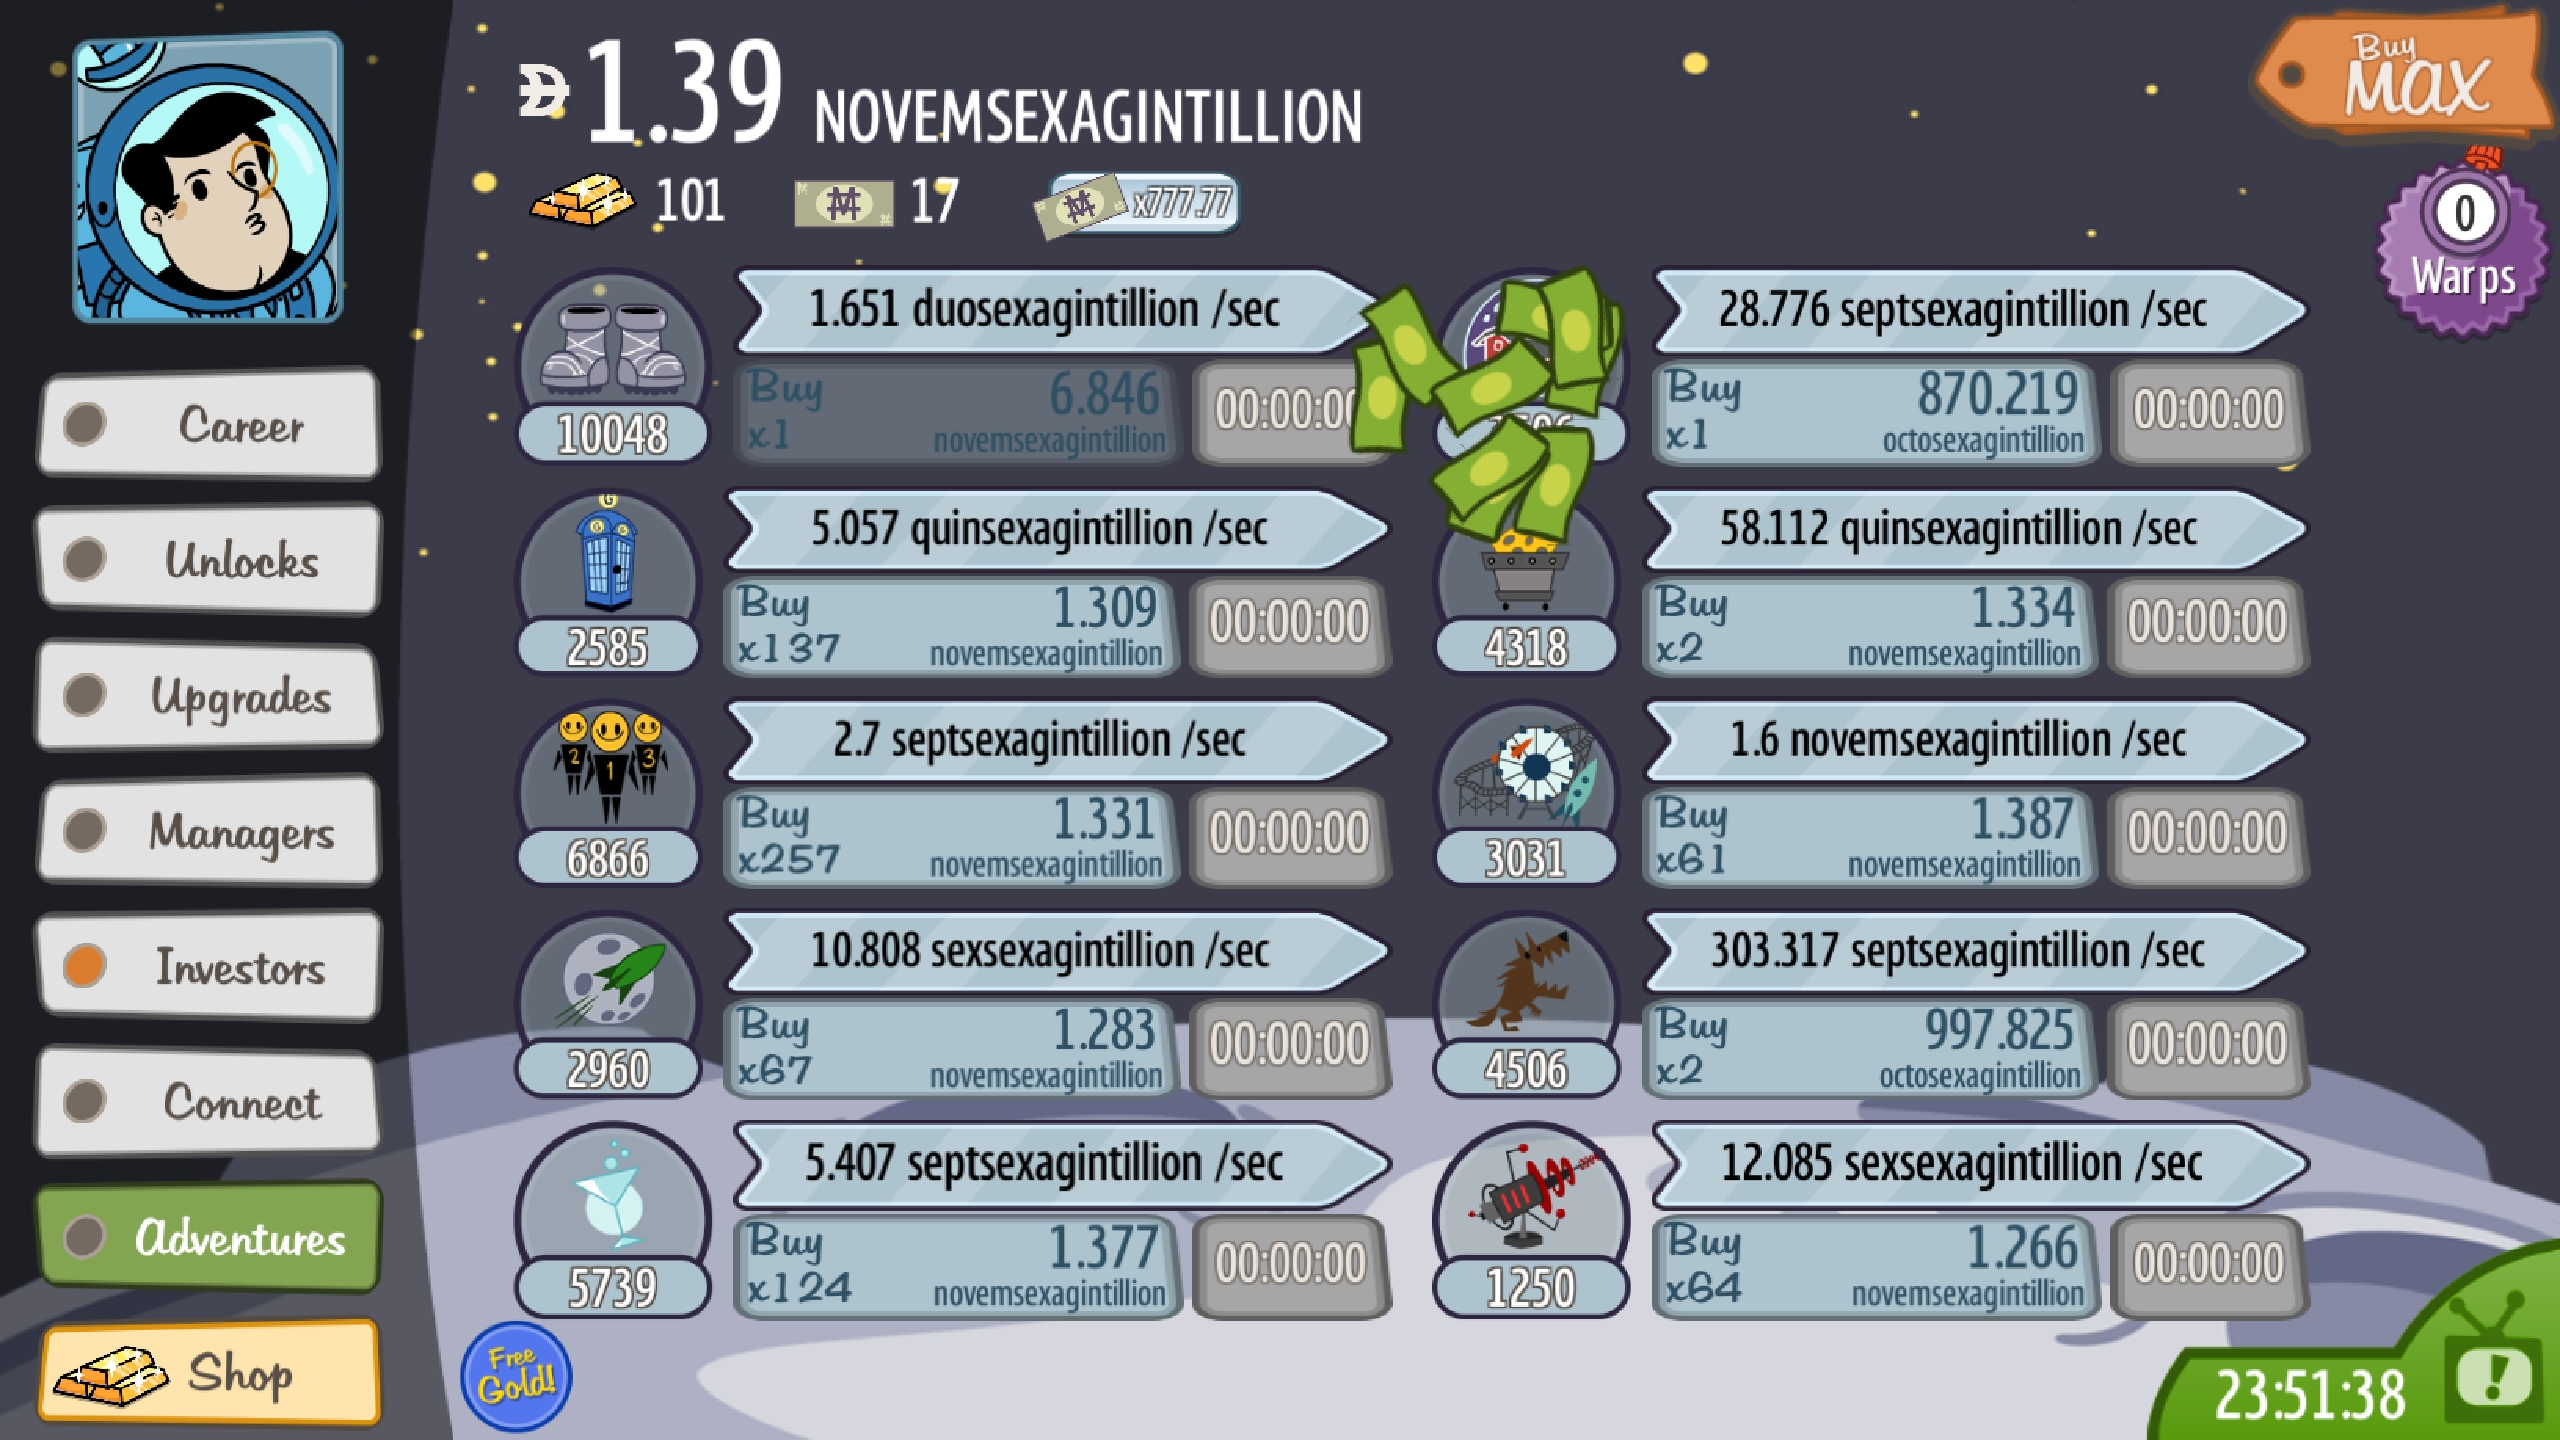 1.39 NOVEMSEXAGINTILLION
Buy
MAX
101
17
x777.77
0
Warps
Career
Unlocks
Upgrades
Managers
Investors
Connect
Adventures
Shop
1.651 duosexagintillion /sec
10048
Buy
x1
6.846
novemsexagintillion
28.776 septsexagintillion /sec
Buy
x1
870.219
octosexagintillion
00:00:00
5.057 quinsexagintillion /sec
2585
Buy
x137
1.309
novemsexagintillion
00:00:00
58.112 quinsexagintillion /sec
4318
Buy
x2
1.334
novemsexagintillion
00:00:00
2 1 3
2.7 septsexagintillion /sec
6866
Buy
x257
1.331
novemsexagintillion
00:00:00
1.6 novemsexagintillion /sec
3031
Buy
x61
1.387
novemsexagintillion
00:00:00
10.808 sexsexagintillion /sec
2960
Buy
x67
1.283
novemsexagintillion
00:00:00
303.317 septsexagintillion /sec
4506
Buy
x2
997.825
octosexagintillion
00:00:00
5.407 septsexagintillion /sec
5739
Buy
x124
1.377
novemsexagintillion
00:00:00
12.085 sexsexagintillion /sec
1250
Buy
x64
1.266
novemsexagintillion
00:00:00
Free
Gold!
23:51:38
!